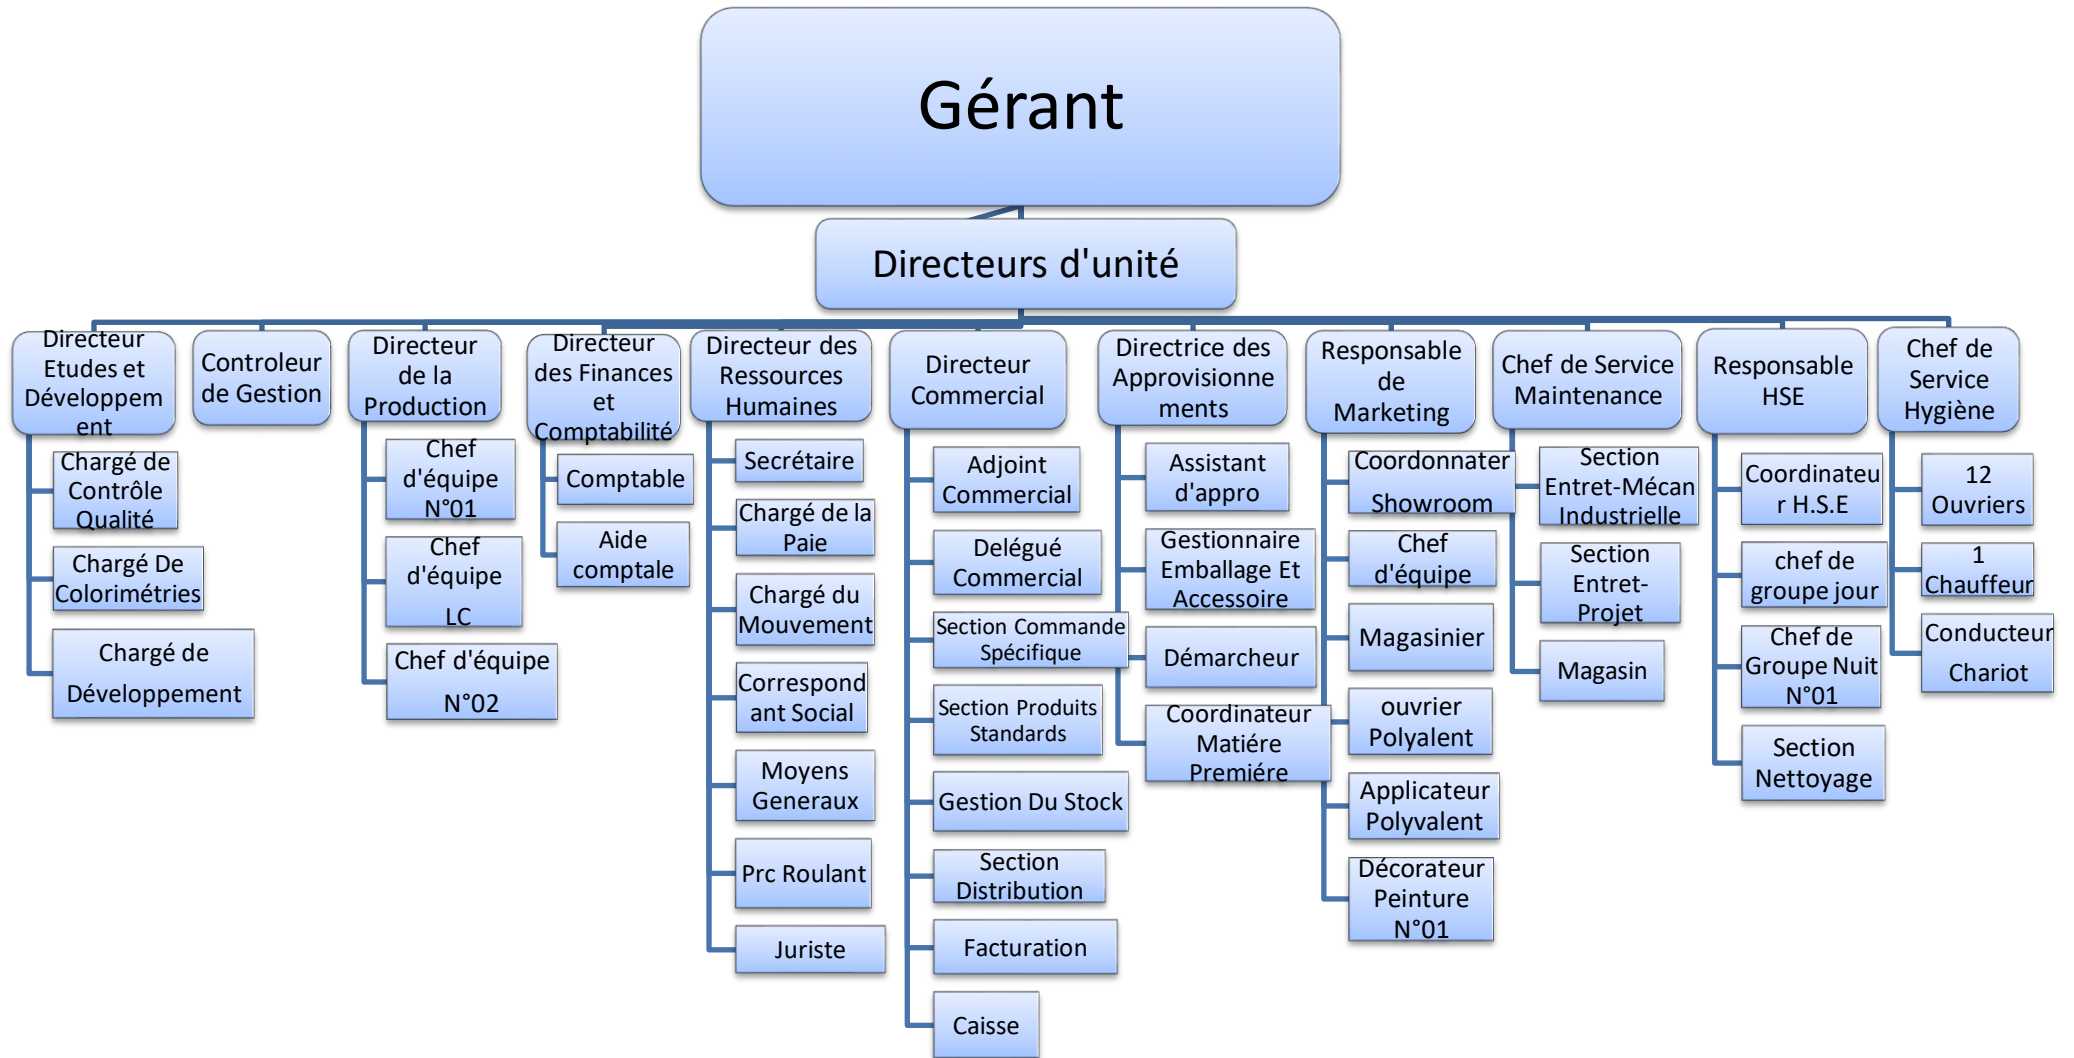 Gérant
Directeurs d'unité
Directeur
Etudes et
Développem
ent
Chargé de
Contrôle
Qualité
Chargé De
Colorimétries
Chargé de
Développement
Controleur
de Gestion
Directeur
de la
Production
Chef
d'équipe
N°01
Chef
d'équipe
LC
Chef d'équipe
N°02
Directeur
des Finances
et
Comptabilité
Comptable
Aide
comptale
Directeur des
Ressources
Humaines
Secrétaire
Chargé de la
Paie
Chargé du
Mouvement
Correspond
ant Social
Moyens
Generaux
Prc Roulant
Juriste
Directeur
Commercial
Adjoint
Commercial
Delégué
Commercial
Section Commande
Spécifique
Section Produits
Standards
Gestion Du Stock
Section
Distribution
Facturation
Caisse
Directrice des
Approvisionne
ments
Assistant
d'appro
Gestionnaire
Emballage Et
Accessoire
Démarcheur
Coordinateur
Matiére
Premiére
Responsable
de
Marketing
Coordonnater
Showroom
Chef
d'équipe
Magasinier
ouvrier
Polyalent
Applicateur
Polyvalent
Décorateur
Peinture
N°01
Chef de Service
Maintenance
Section
Entret-Mécan
Industrielle
Section
Entret-
Projet
Magasin
Responsable
HSE
Coordinateu
r H.S.E
chef de
groupe jour
Chef de
Groupe Nuit
N°01
Section
Nettoyage
Chef de
Service
Hygiène
12
Ouvriers
1
Chauffeur
Conducteur
Chariot